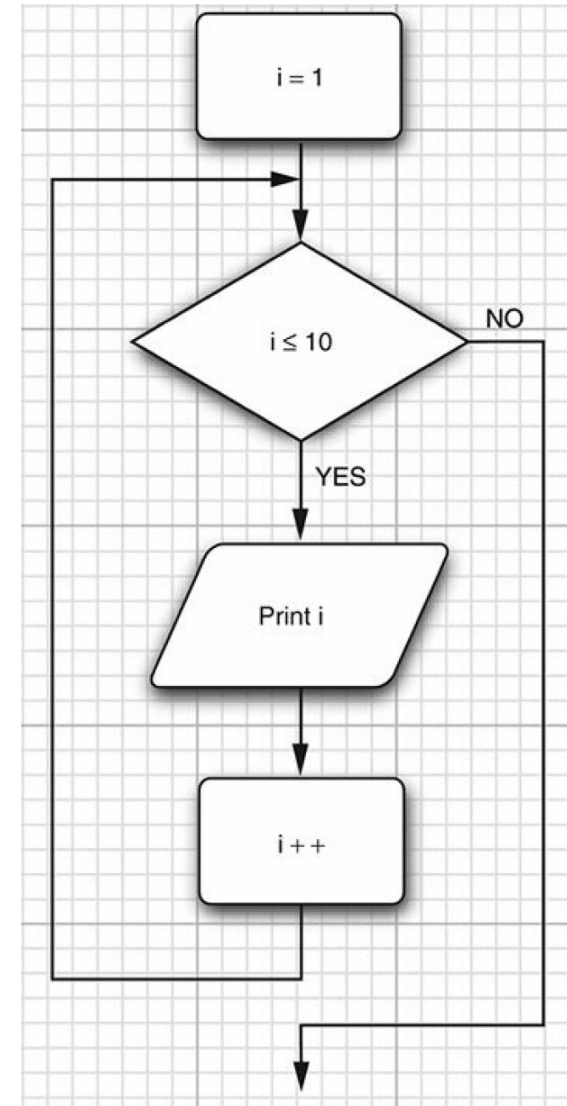 i = 1
i ≤ 10
NO
YES
Print i
i + +